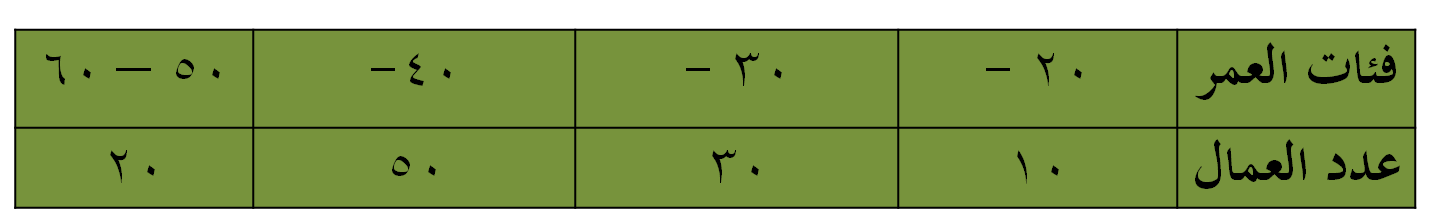 فئات العمر ٢٠ – ٣٠ – ٤٠– ٥٠ – ٦٠
عدد العمال ١٠ ٣٠ ٥٠ ٢٠